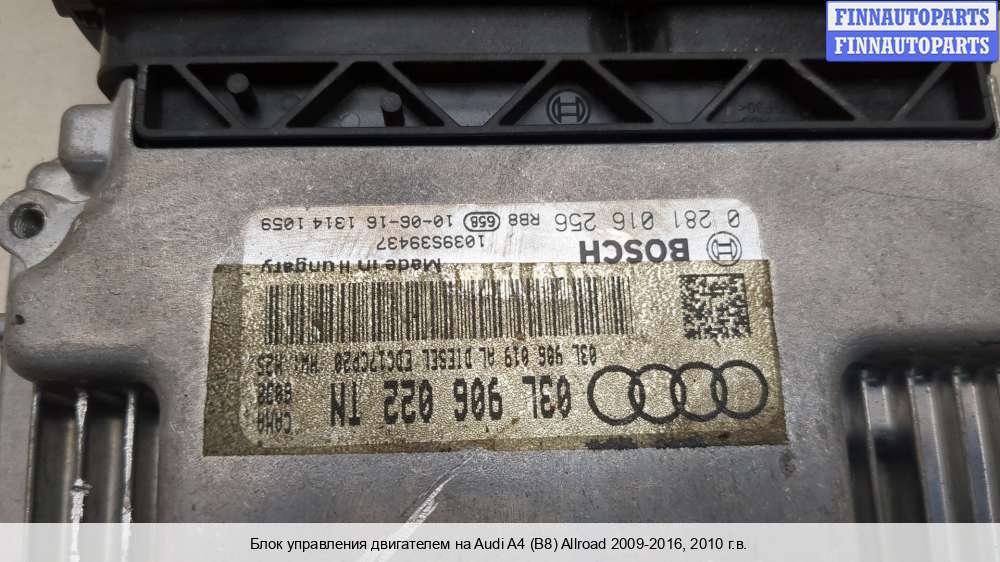 FINNAUTOPARTS
FINNAUTOPARTS
03L 906 022 TN
CAHA
03L 906 019 AL DIESEL EDC17CP20 HW: H25
Made in Hungary
1039S39437
BOSCH
0 281 016 256 RB8 65B 10-06-16 1314 1059
Блок управления двигателем на Audi A4 (B8) Allroad 2009-2016, 2010 г.в.